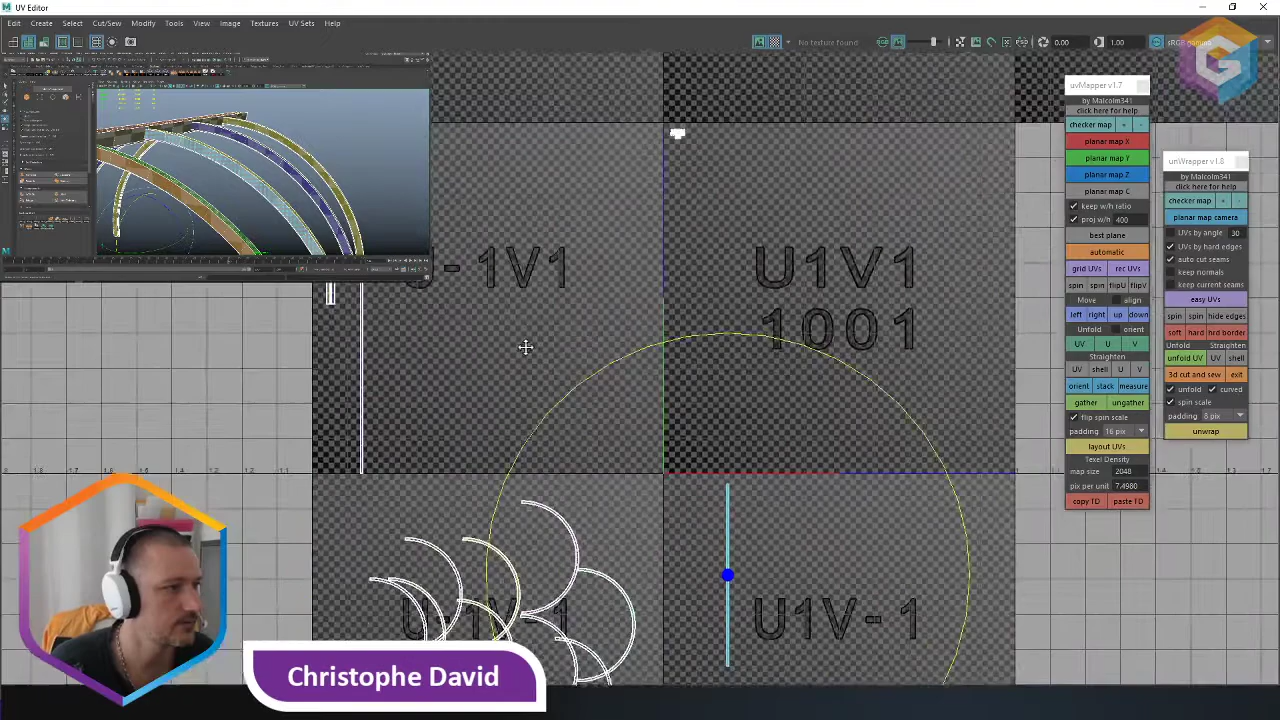 UV Editor
Edit Create Select Cut/Sew Modify Tools View Image Textures UV Sets Help
No texture found
0.00
1.00
sRGB gamma
uvMapper v1.7
by Malcolm341
click here for help
checker map + -
planar map X
planar map Y
planar map Z
planar map C
keep w/h ratio
proj w/h 400
best plane
automatic
grid UVs rec UVs
spin spin flipU flipV
Move align
left right up down
Unfold orient
UV U V
Straighten
UV shell U V
orient stack measure
gather ungather
flip spin scale
padding 16 pix
layout UVs
Texel Density
map size 2048
pix per unit 7.4980
copy TD paste TD
unWrapper v1.8
by Malcolm341
click here for help
checker map + -
planar map camera
UVs by angle 30
UVs by hard edges
auto cut seams
keep normals
keep current seams
easy UVs
spin spin hide edges
soft hard hrd border
Unfold Straighten
unfold UV UV shell
3d cut and sew exit
unfold curved
spin scale
padding 8 pix
unwrap
-1V1
U1V1
1001
U-1V-1
U1V-1
Christophe David